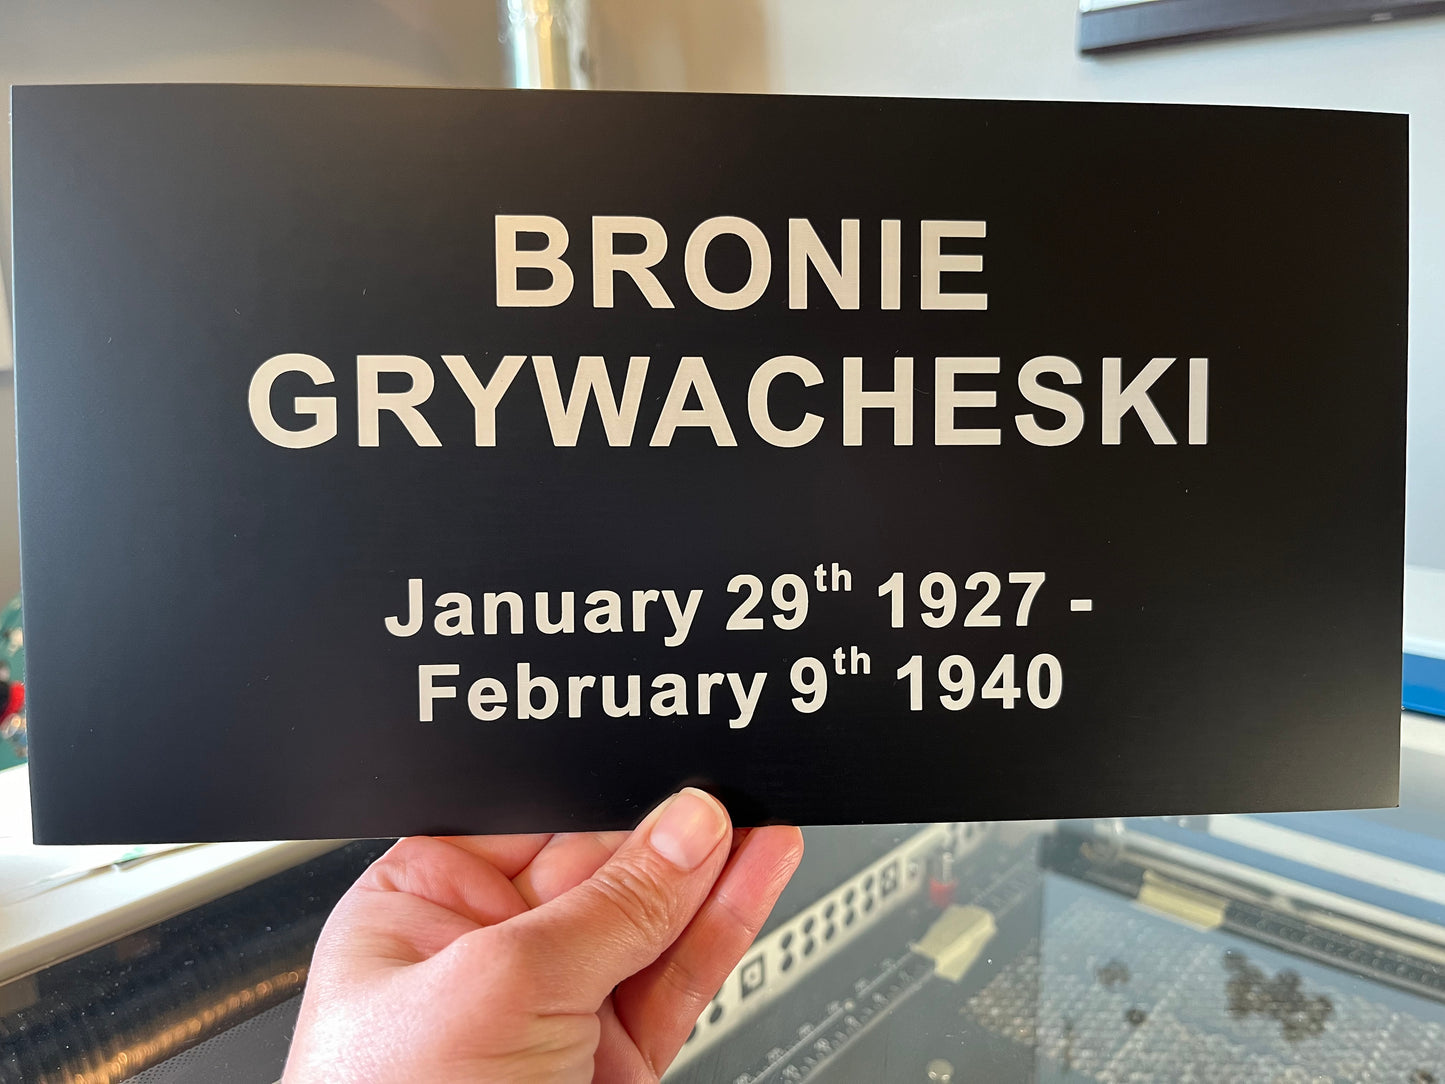 BRONIE
GRYWACHESKI
January 29th 1927 -
February 9th 1940